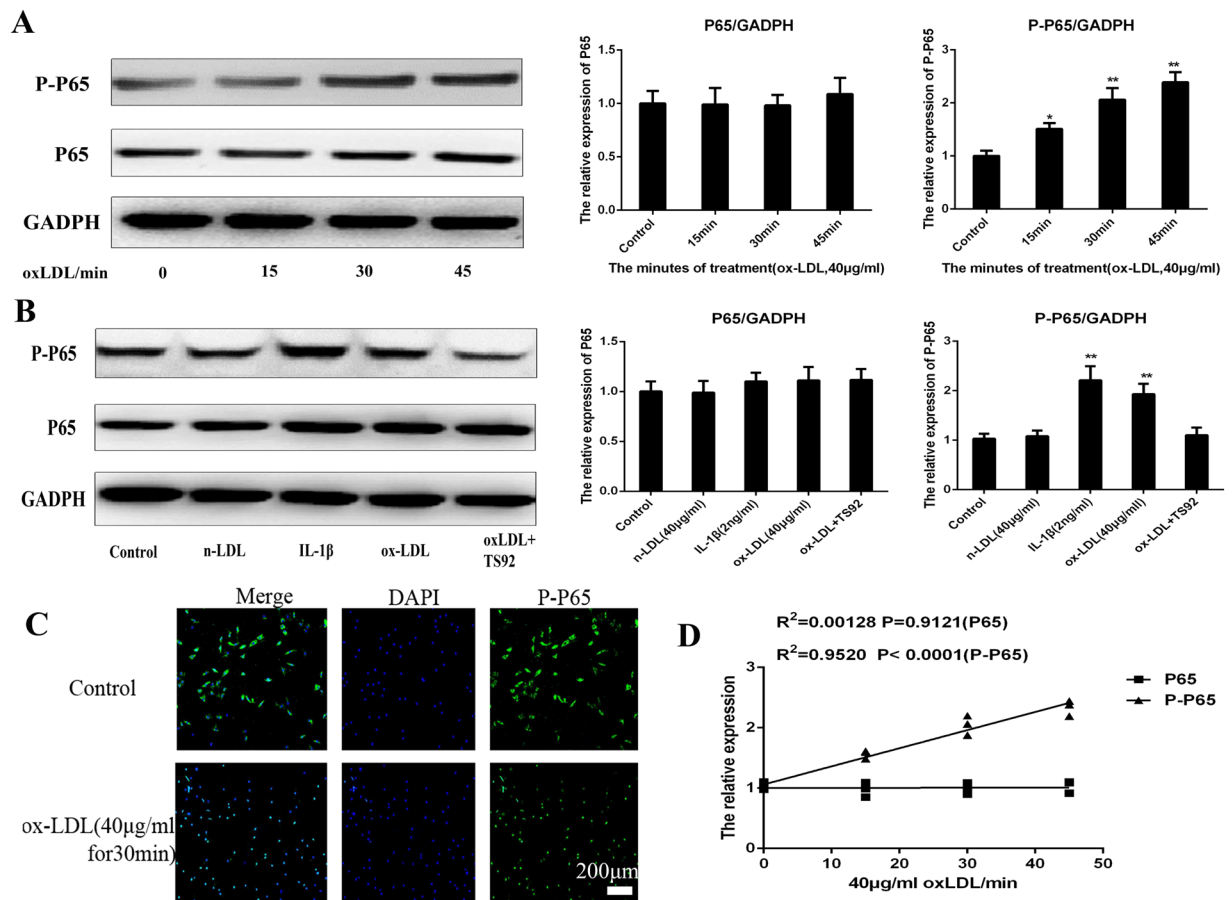 A
P-P65
P65
GADPH
oxLDL/min 0 15 30 45
P65/GADPH
The relative expression of P65
1.5
1.0
0.5
0.0
Control 15min 30min 45min
The minutes of treatment(ox-LDL,40μg/ml)
P-P65/GADPH
The relative expression of P-P65
3
2
1
0
* ** **
Control 15min 30min 45min
The minutes of treatment(ox-LDL,40μg/ml)
B
P-P65
P65
GADPH
Control n-LDL IL-1β ox-LDL oxLDL+
TS92
P65/GADPH
The relative expression of P65
1.5
1.0
0.5
0.0
Control n-LDL(40μg/ml) IL-1β(2ng/ml) ox-LDL(40μg/ml) ox-LDL+TS92
P-P65/GADPH
The relative expression of P-P65
3
2
1
0
** **
Control n-LDL(40μg/ml) IL-1β(2ng/ml) ox-LDL(40μg/ml) ox-LDL+TS92
C
Merge DAPI P-P65
Control
ox-LDL(40μg/ml
for30min)
200μm
D
R²=0.00128 P=0.9121(P65)
R²=0.9520 P< 0.0001(P-P65)
The relative expression
3
2
1
0
0 10 20 30 40 50
40μg/ml oxLDL/min
P65
P-P65